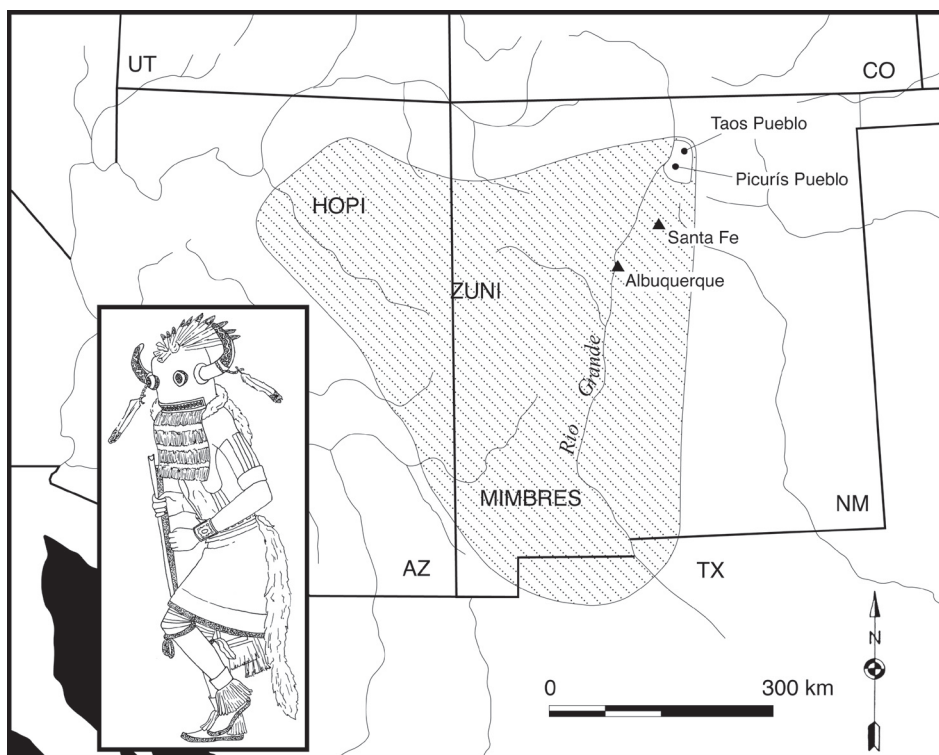 UT
CO
Taos Pueblo
Picurís Pueblo
HOPI
Santa Fe
ZUNI
Albuquerque
Rio Grande
MIMBRES
NM
AZ
TX
N
0 300 km